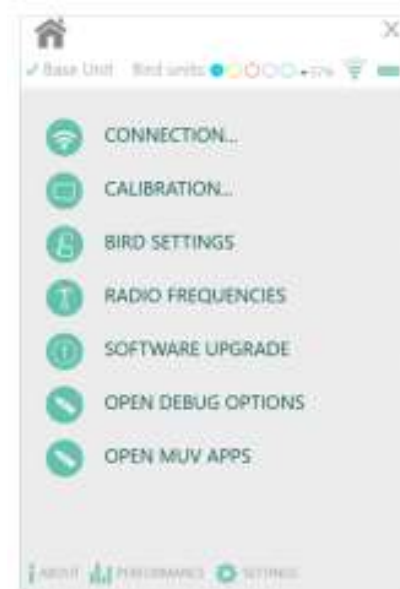 ✓ Base Unit Bird units
CONNECTION...
CALIBRATION...
BIRD SETTINGS
RADIO FREQUENCIES
SOFTWARE UPGRADE
OPEN DEBUG OPTIONS
OPEN MUV APPS
ABOUT PERFORMANCE SETTINGS